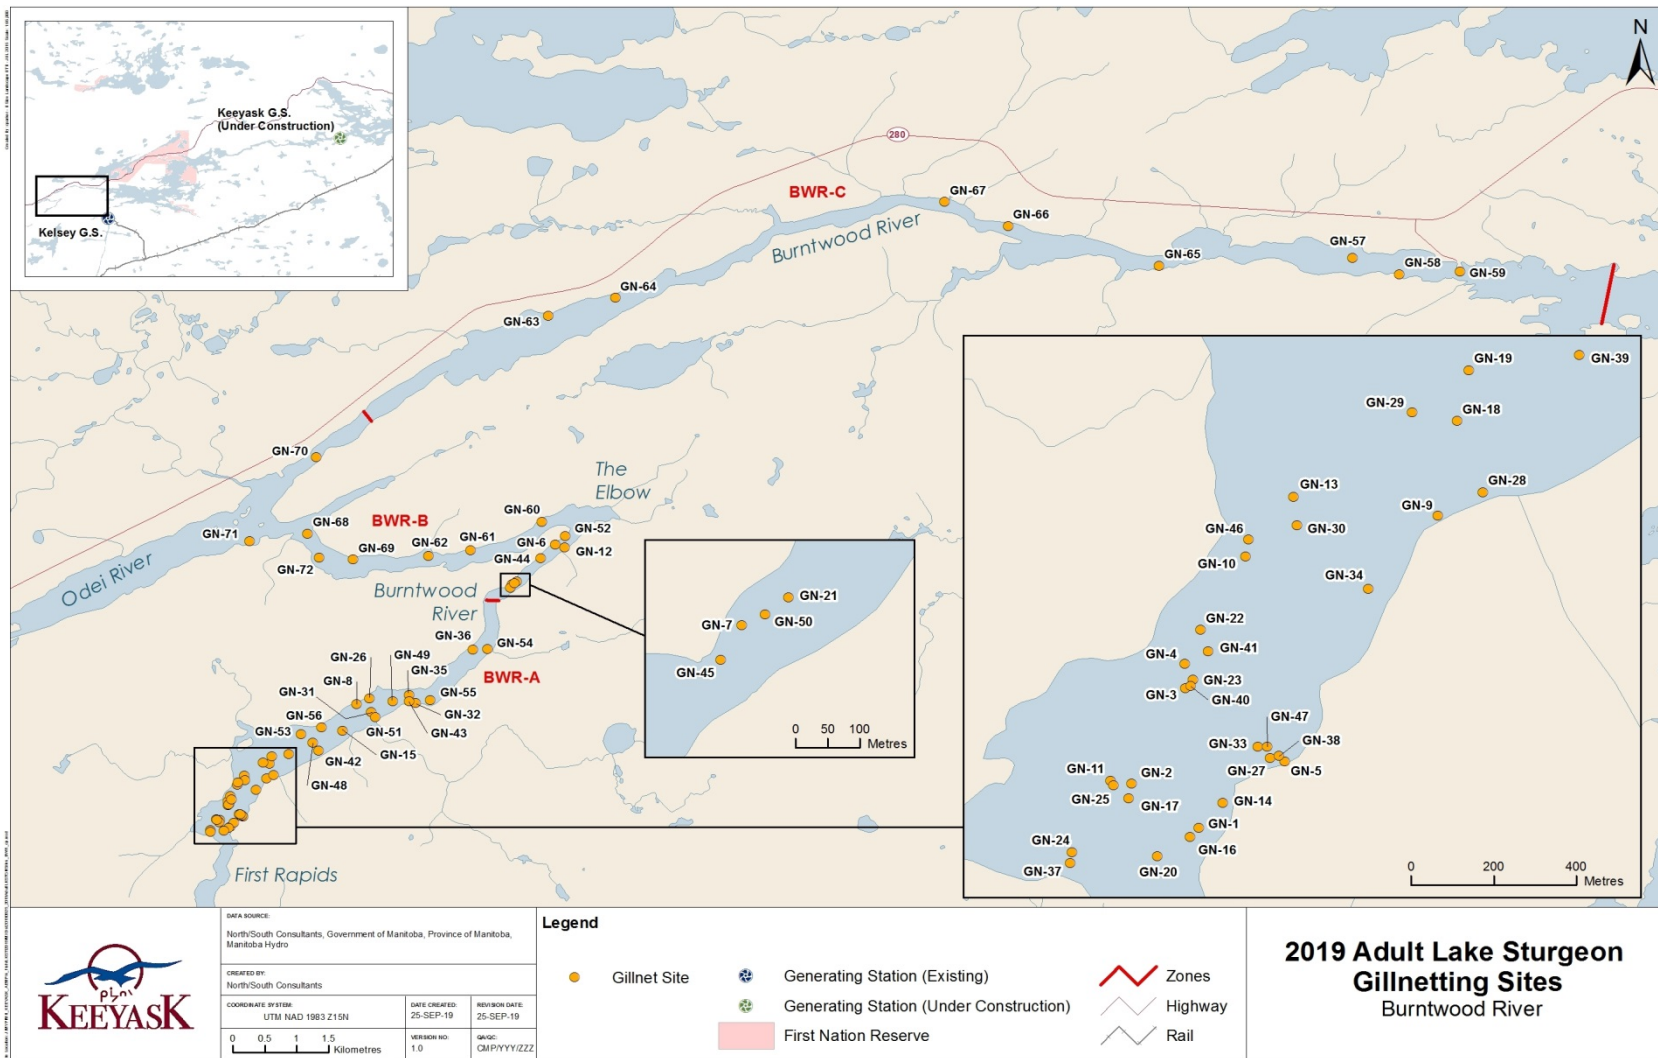 N
Keeyask G.S.
(Under Construction)
Kelsey G.S.
280
BWR-C
GN-67
GN-66
Burntwood River
GN-65
GN-57
GN-58
GN-59
GN-64
GN-63
GN-70
The
Elbow
GN-60
GN-68
BWR-B
GN-52
GN-71
GN-61
GN-6
GN-62
GN-12
GN-69
GN-44
GN-72
Odei River
Burntwood
River
GN-36
GN-54
GN-49
GN-26
GN-35
BWR-A
GN-8
GN-31
GN-55
GN-56
GN-32
GN-53
GN-51
GN-43
GN-15
GN-42
GN-48
First Rapids
GN-21
GN-7
GN-50
GN-45
0 50 100
Metres
GN-19
GN-39
GN-29
GN-18
GN-13
GN-28
GN-9
GN-46
GN-30
GN-10
GN-34
GN-22
GN-41
GN-4
GN-23
GN-3
GN-40
GN-47
GN-33
GN-38
GN-27
GN-5
GN-11
GN-2
GN-25
GN-17
GN-14
GN-1
GN-24
GN-16
GN-37
GN-20
0 200 400
Metres
KEEYASK
DATA SOURCE:
North/South Consultants, Government of Manitoba, Province of Manitoba,
Manitoba Hydro
CREATED BY:
North/South Consultants
COORDINATE SYSTEM:
UTM NAD 1983 Z15N
DATE CREATED:
25-SEP-19
REVISION DATE:
25-SEP-19
0 0.5 1 1.5
Kilometres
VERSION NO:
1.0
QA/QC:
CMP/YYY/ZZZ
Legend
Gillnet Site
Generating Station (Existing)
Generating Station (Under Construction)
First Nation Reserve
Zones
Highway
Rail
2019 Adult Lake Sturgeon
Gillnetting Sites
Burntwood River